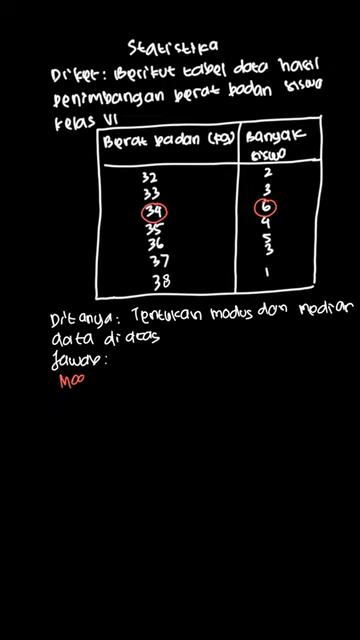 Statistika
Diket: Berikut tabel data hasil
penimbangan berat badan siswa
kelas VI
Berat badan (kg) Banyak siswa
32 2
33 3
34 6
35 4
36 5
37 3
38 1
Ditanya: Tentukan modus dan median
data di atas
Jawab:
Mo